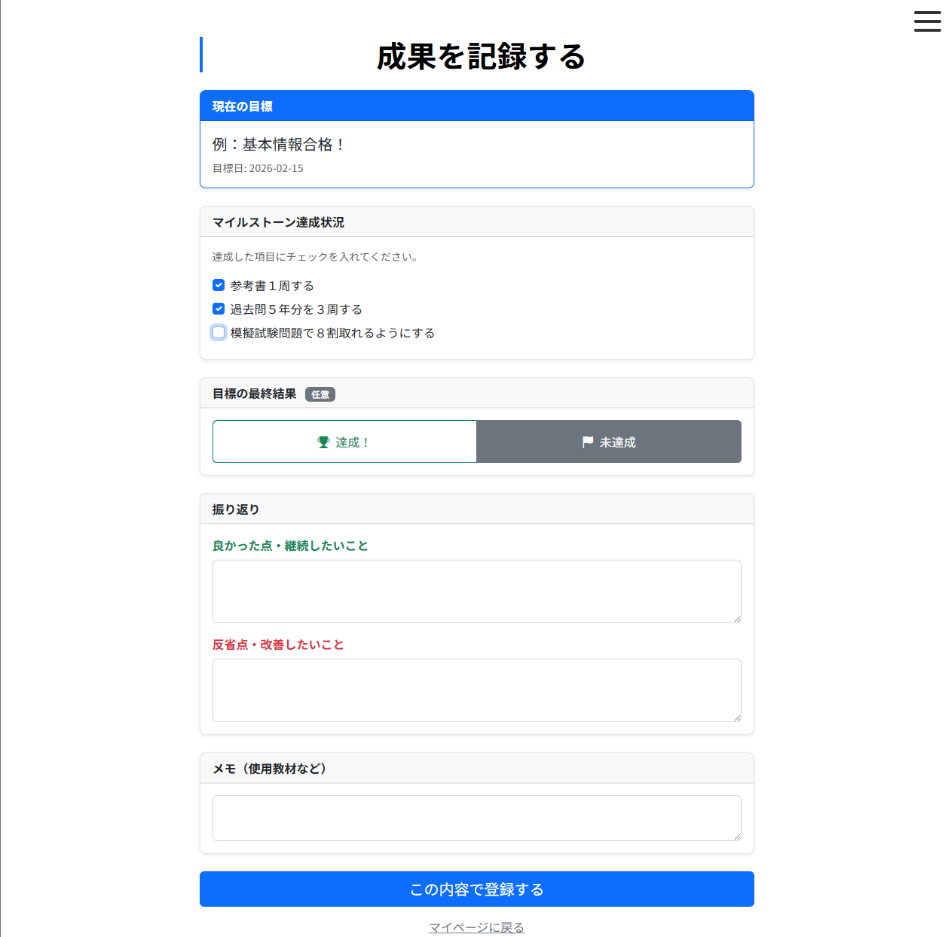 成果を記録する
現在の目標
例：基本情報合格！
目標日: 2026-02-15
マイルストーン達成状況
達成した項目にチェックを入れてください。
参考書１周する
過去問５年分を３周する
模擬試験問題で８割取れるようにする
目標の最終結果 任意
達成！
未達成
振り返り
良かった点・継続したいこと
反省点・改善したいこと
メモ（使用教材など）
この内容で登録する
マイページに戻る